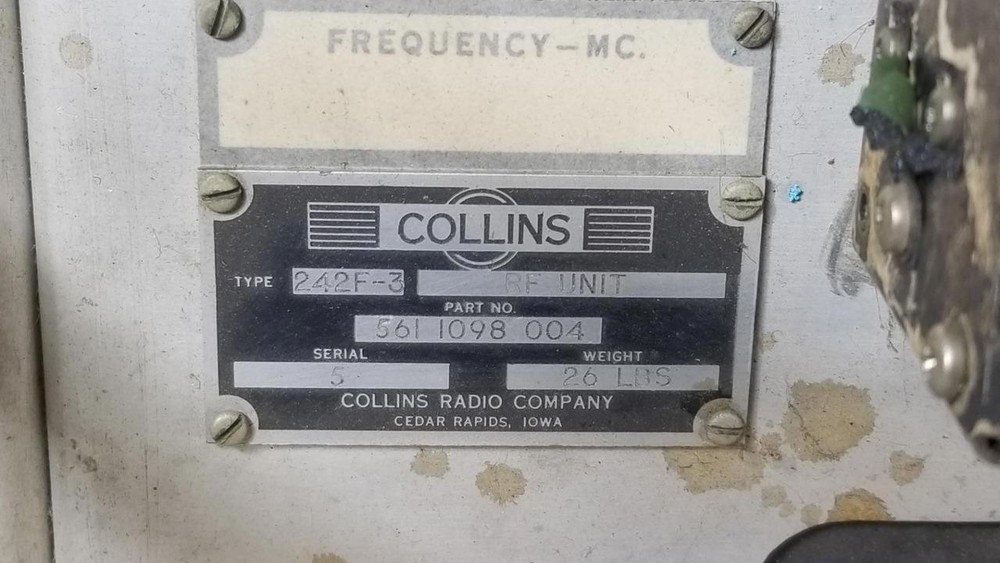 FREQUENCY-MC.
COLLINS
TYPE 242F-3 RF UNIT
PART NO.
561 1098 004
SERIAL WEIGHT
5 26 LBS
COLLINS RADIO COMPANY
CEDAR RAPIDS, IOWA